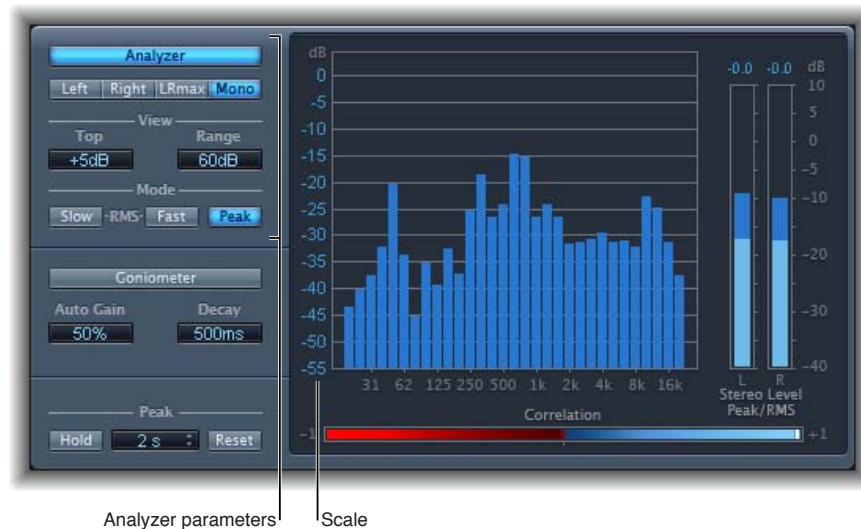 Analyzer
Left Right LRmax Mono
View
Top Range
+5dB 60dB
Mode
Slow -RMS- Fast Peak
Goniometer
Auto Gain Decay
50% 500ms
Peak
Hold 2 s Reset
dB
0
-5
-10
-15
-20
-25
-30
-35
-40
-45
-50
-55
31 62 125 250 500 1k 2k 4k 8k 16k
-0.0 -0.0 dB
10
5
0
-5
-10
-20
-30
-40
L R
Stereo Level
Peak/RMS
Correlation
-1 +1
Analyzer parameters
Scale